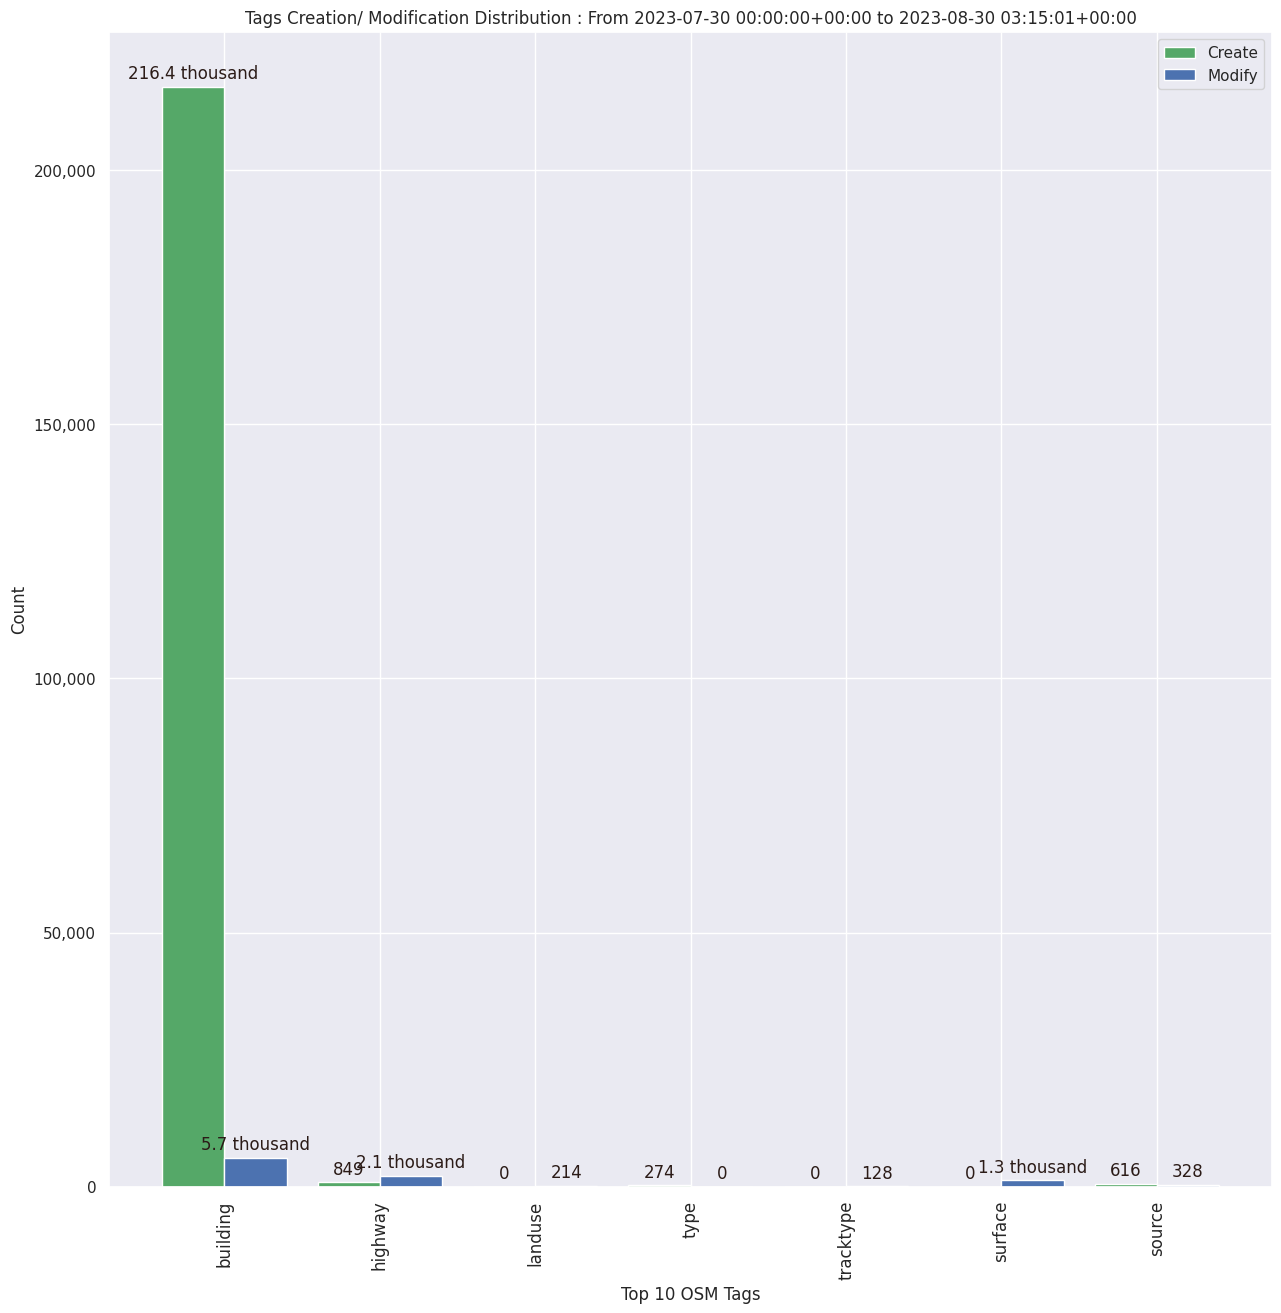 Tags Creation/ Modification Distribution : From 2023-07-30 00:00:00+00:00 to 2023-08-30 03:15:01+00:00
Create
Modify
216.4 thousand
200,000
150,000
100,000
50,000
0
Count
5.7 thousand
849
2.1 thousand
0
214
274
0
0
128
0
1.3 thousand
616
328
building
highway
landuse
type
tracktype
surface
source
Top 10 OSM Tags